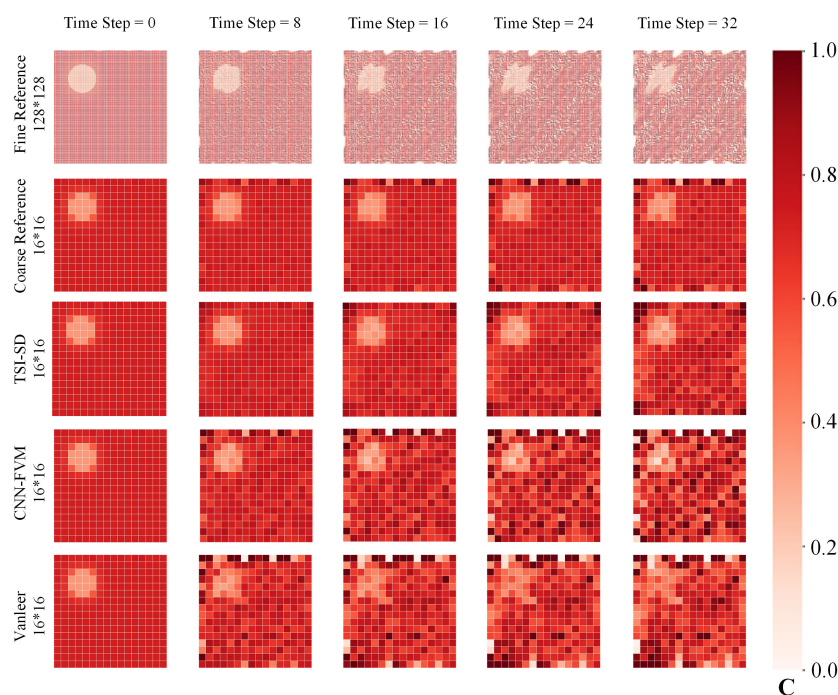 Time Step = 0
Time Step = 8
Time Step = 16
Time Step = 24
Time Step = 32
Fine Reference
128*128
Coarse Reference
16*16
TSI-SD
16*16
CNN-FVM
16*16
Vanleer
16*16
1.0
0.8
0.6
0.4
0.2
0.0
C